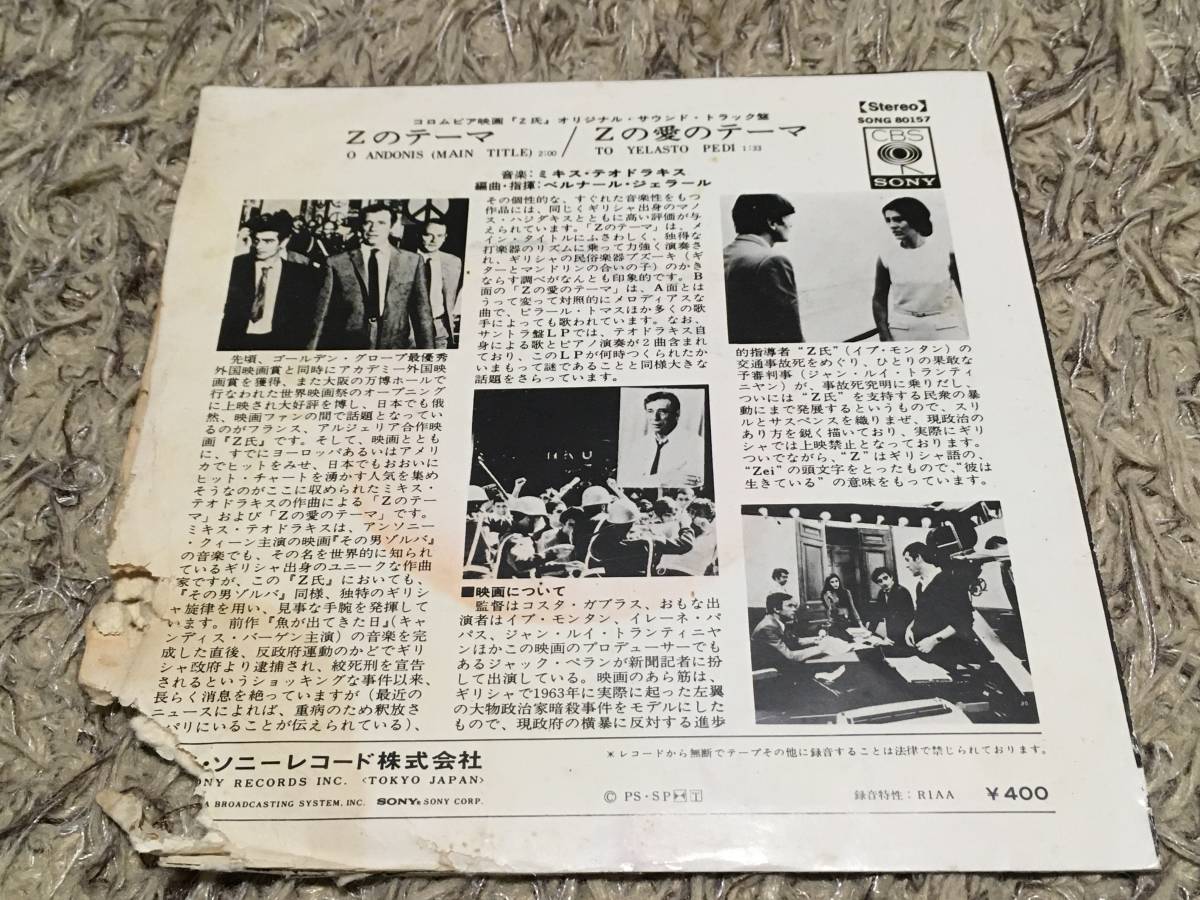 コロムビア映画『Z氏』オリジナル・サウンド・トラック盤
Zのテーマ / Zの愛のテーマ
O ANDONIS (MAIN TITLE) 2:00
TO YELASTO PEDI 1:33
【Stereo】
SONG 80157
CBS
SONY
音楽:ミキス・テオドラキス
編曲・指揮:ベルナール・ジェラール
先頃、ゴールデン・グローブ最優秀
外国映画賞と同時にアカデミー外国映
画賞を獲得、また大阪の万博ホールで
行なわれた世界映画祭のオープニング
に上映され大好評を博し、日本でも俄
然、映画ファンの間で話題となってい
るのがフランス、アルジェリア合作映
画『Z氏』です。そして、映画ととも
に、すでにヨーロッパあるいはアメリ
カでヒットをみせ、日本でもおおいに
ヒット・チャートを湧かす人気を集め
そうなのがここに収められたミキス・
テオドラキスの作曲による「Zのテー
マ」および「Zの愛のテーマ」です。
ミキス・テオドラキスは、アンソニー
・クィーン主演の映画『その男ゾルバ』
の音楽でも、その名を世界的に知られ
ているギリシャ出身のユニークな作曲
家ですが、この『Z氏』においても、
『その男ゾルバ』同様、独特のギリシ
ャ旋律を用い、見事な手腕を発揮して
います。前作『魚が出てきた日』(キャ
ンディス・バーゲン主演)の音楽を完
成した直後、反政府運動のかどでギリ
シャ政府より逮捕され、絞死刑を宣告
されるというショッキングな事件以来、
長らく消息を絶っていますが(最近の
ニュースによれば、重病のため釈放さ
パリにいることが伝えられている)、
その個性的な、すぐれた音楽性をもつ
作品には、同じくギリシャ出身のマノ
ス・ハジダキスとともに高い評価が与
えられています。「Zのテーマ」は、メ
イン・タイトルにふさわしく、独得な
打楽器のリズムに乗って力強く演奏さ
れ、ギリシャの民俗楽器ブズーキ(ギ
ターとマンドリンの合いの子)のかき
ならす調べがなんとも印象的です。B
面の「Zの愛のテーマ」は、A面とは
うって変って対照的にメロディアスな
曲で、ピラール・トマスほか多くの歌
手によっても歌われています。なお、
サントラ盤LPでは、テオドラキス自
身による歌とピアノ演奏が2曲含まれ
ており、このLPが何時つくられたか
いまもって謎であることと同様大きな
話題をさらっています。
■映画について
監督はコスタ・ガブラス、おもな出
演者はイブ・モンタン、イレーネ・パ
パス、ジャン・ルイ・トランティニヤ
ンほかこの映画のプロデューサーでも
あるジャック・ペランが新聞記者に扮
して出演している。映画のあら筋は、
ギリシャで1963年に実際に起った左翼
の大物政治家暗殺事件をモデルにした
もので、現政府の横暴に反対する進歩
的指導者“Z氏”(イブ・モンタン)の
交通事故死をめぐり、ひとりの果敢な
予審判事(ジャン・ルイ・トランティ
ニヤン)が、事故死究明に乗りだし、
ついには“Z氏”を支持する民衆の暴
動にまで発展するというもので、スリ
ルとサスペンスを織りまぜ、現政治の
あり方を鋭く描いており、実際にギリ
シャでは上映禁止となっております。
ついでながら、“Z”はギリシャ語の、
“Zei”の頭文字をとったもので、“彼は
生きている”の意味をもっています。
・ソニーレコード株式会社
ONY RECORDS INC. 〈TOKYO JAPAN〉
A BROADCASTING SYSTEM, INC. SONY: SONY CORP.
*レコードから無断でテープその他に録音することは法律で禁じられております。
Ⓒ PS・SP T
録音特性:RIAA ¥400